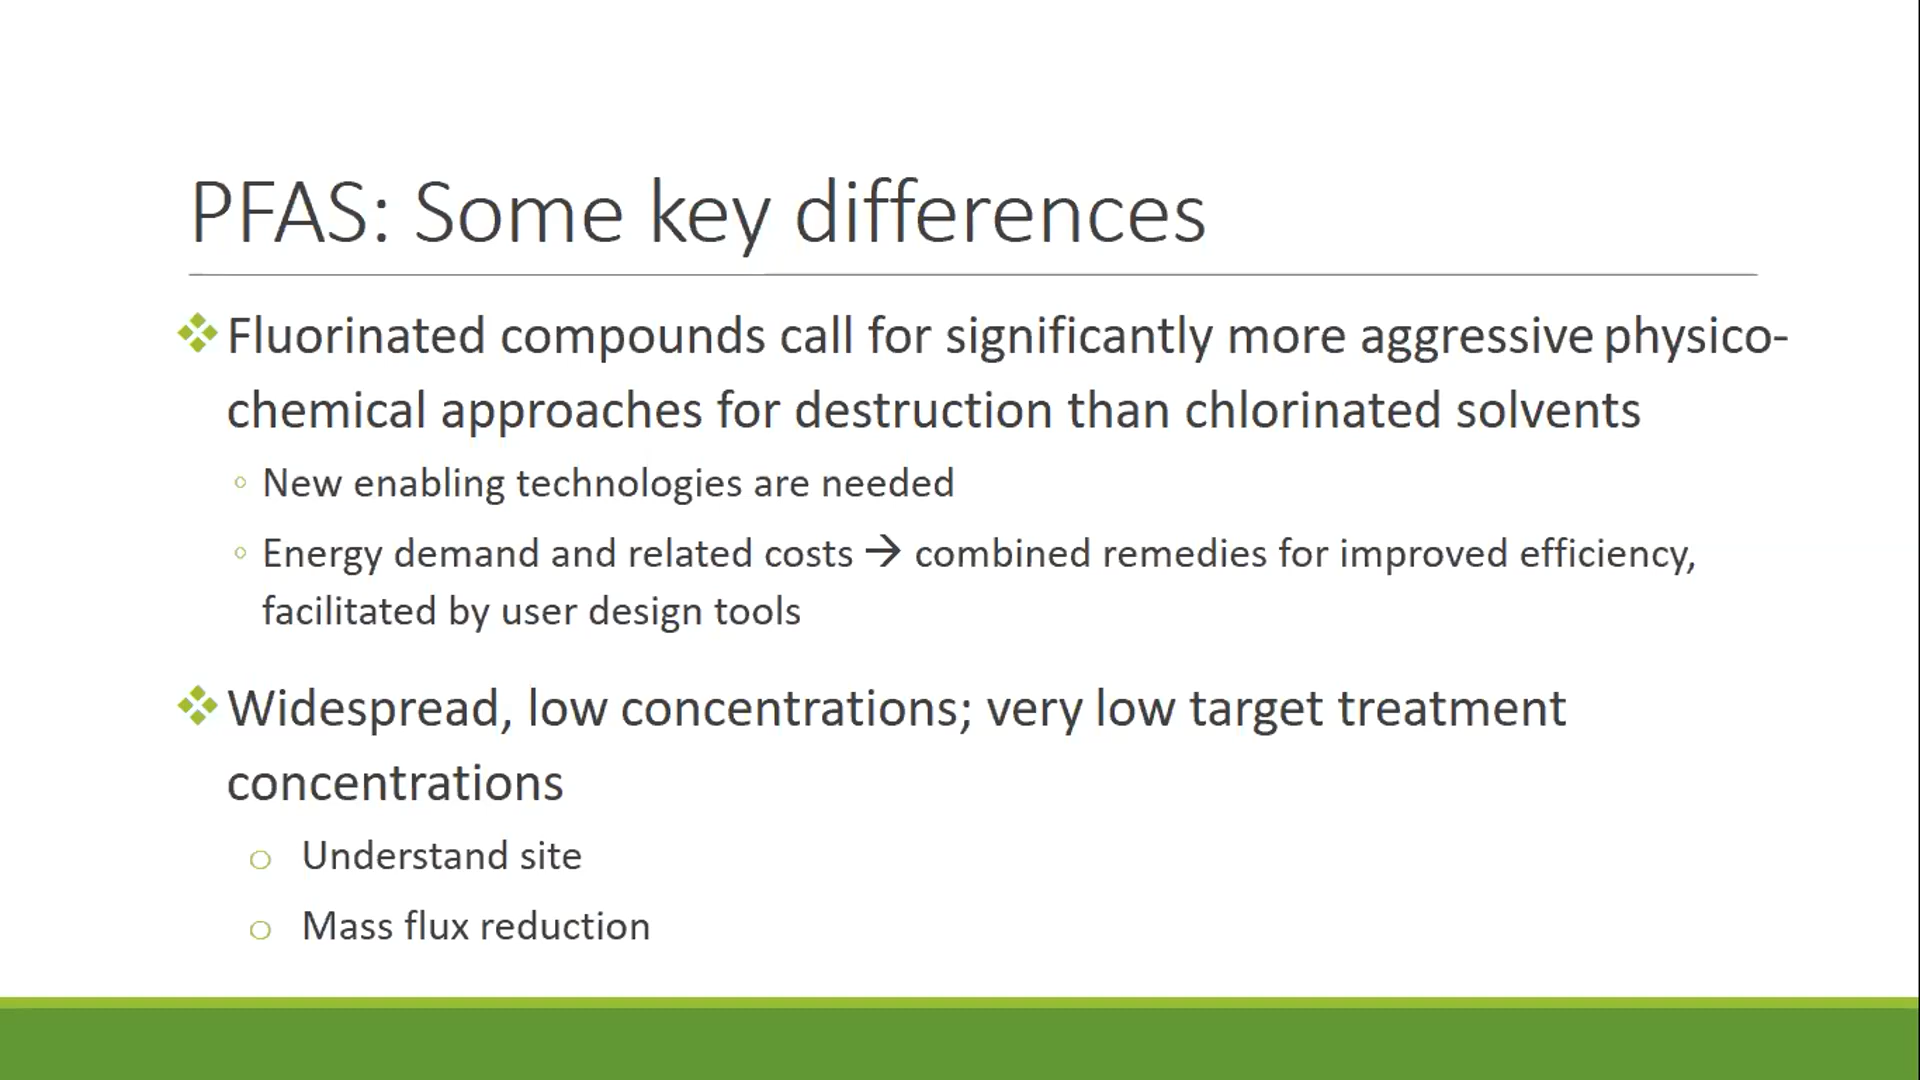 PFAS: Some key differences
Fluorinated compounds call for significantly more aggressive physico-
chemical approaches for destruction than chlorinated solvents
New enabling technologies are needed
Energy demand and related costs → combined remedies for improved efficiency,
facilitated by user design tools
Widespread, low concentrations; very low target treatment
concentrations
Understand site
Mass flux reduction